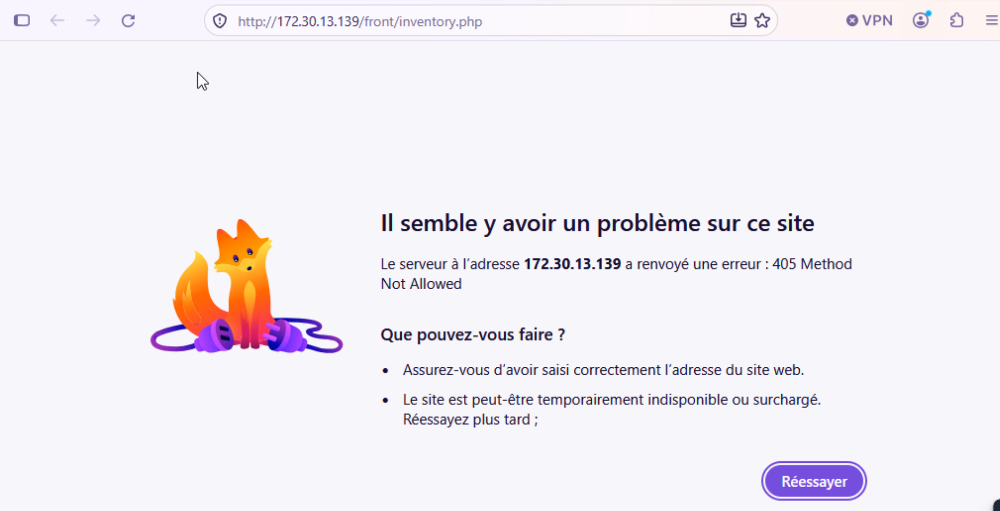 http://172.30.13.139/front/inventory.php
VPN
Il semble y avoir un problème sur ce site
Le serveur à l’adresse 172.30.13.139 a renvoyé une erreur : 405 Method
Not Allowed
Que pouvez-vous faire ?
• Assurez-vous d’avoir saisi correctement l’adresse du site web.
• Le site est peut-être temporairement indisponible ou surchargé.
Réessayez plus tard ;
Réessayer